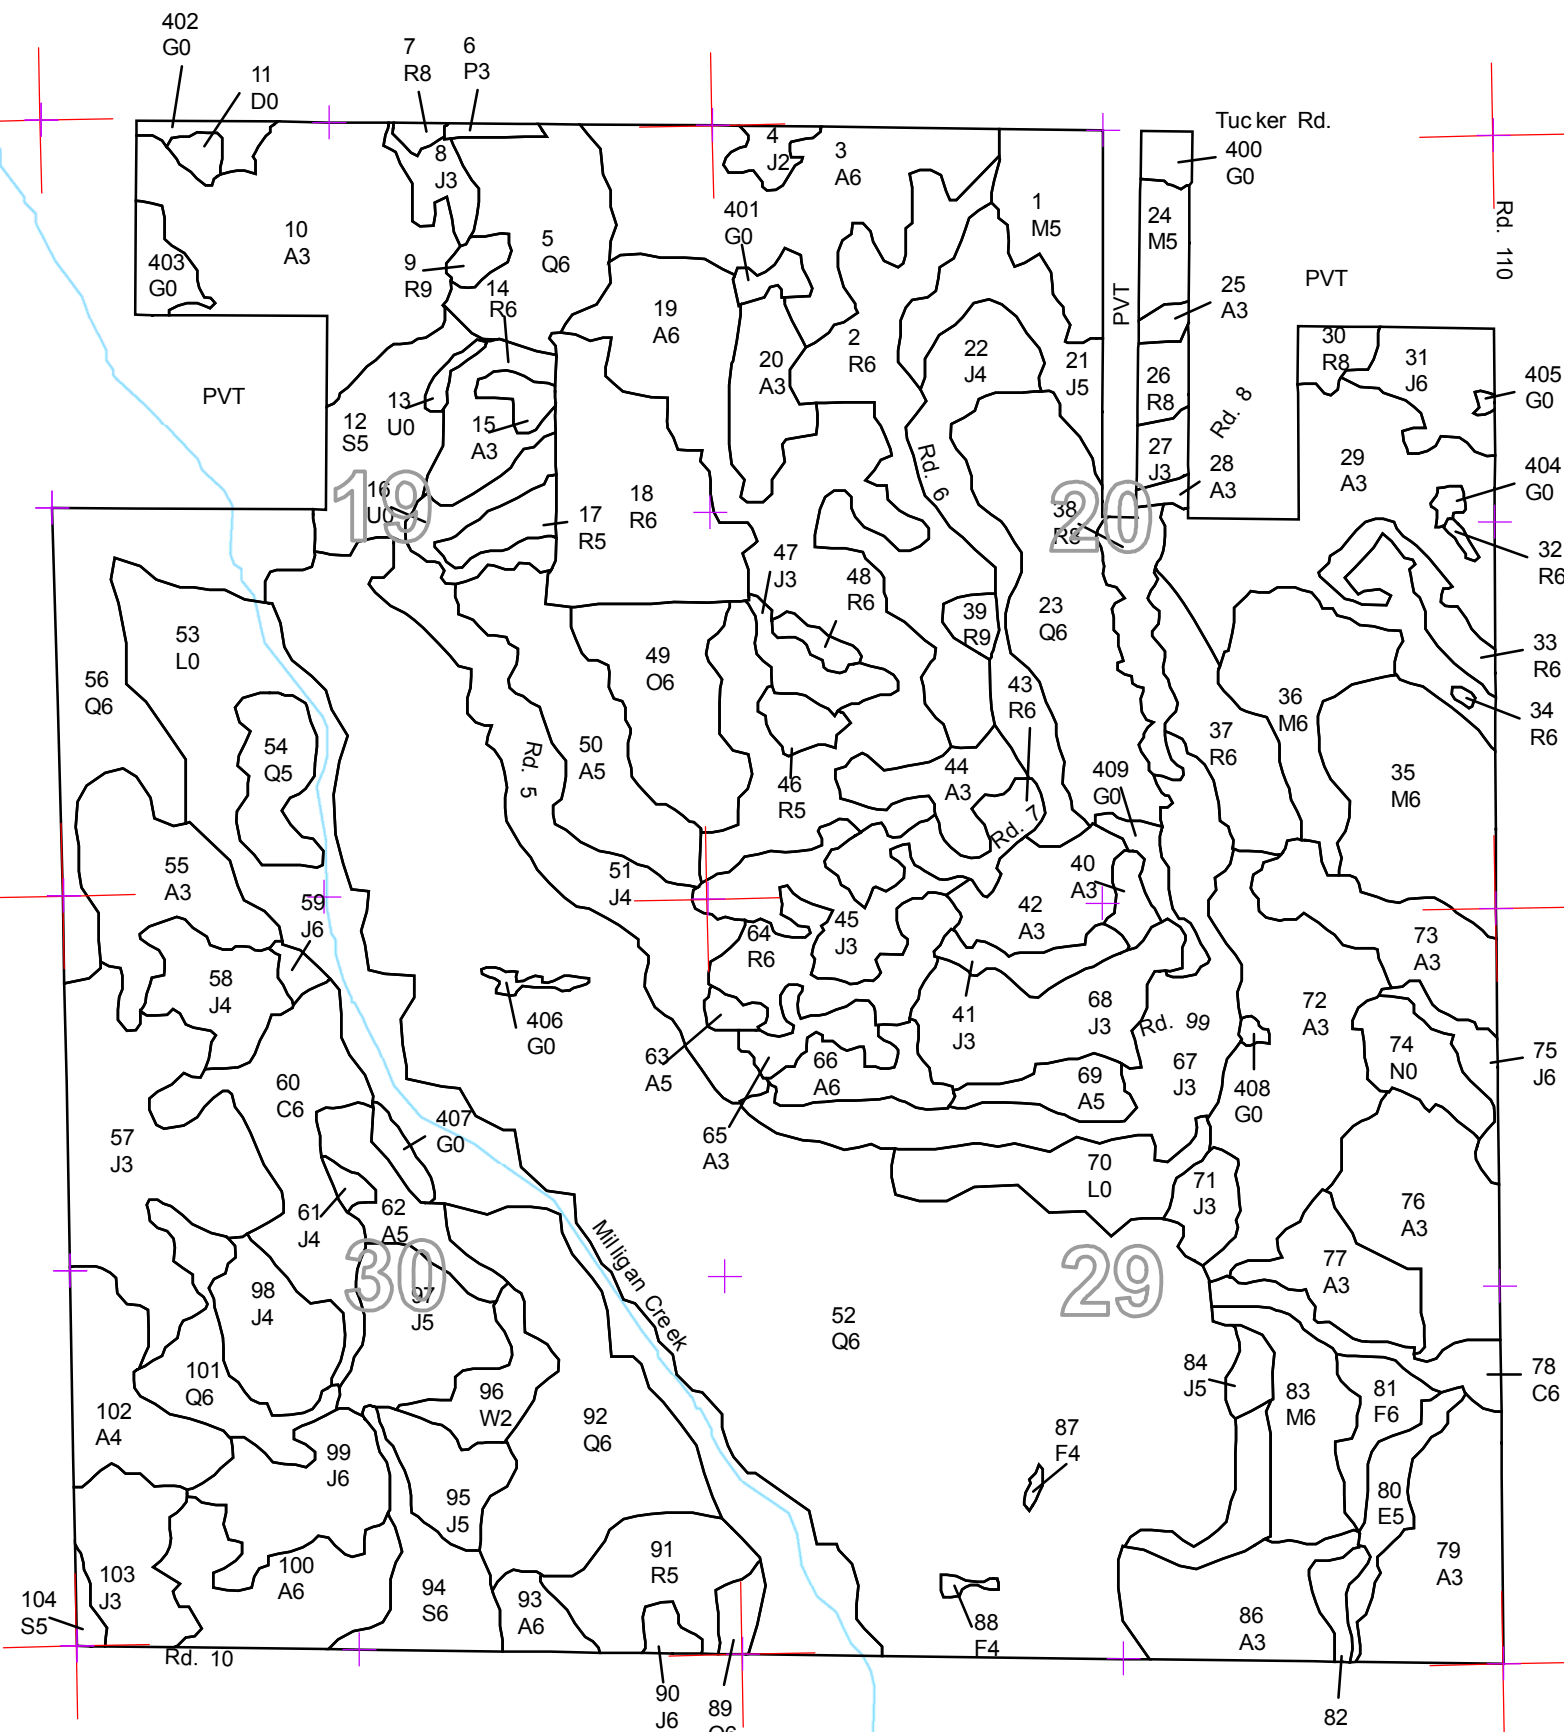 402
G0
11
D0
7
R8
6
P3
Tucker Rd.
400
G0
4
J2
3
A6
8
J3
10
A3
403
G0
9
R9
5
Q6
14
R6
401
G0
1
M5
24
M5
PVT
25
A3
PVT
Rd. 110
19
A6
20
A3
2
R6
22
J4
21
J5
26
R8
Rd. 8
30
R8
31
J6
405
G0
PVT
12
S5
13
U0
15
A3
27
J3
28
A3
29
A3
404
G0
16
U0
19
17
R5
18
R6
Rd. 6
20
38
R8
32
R6
47
J3
48
R6
39
R9
23
Q6
33
R6
34
R6
53
L0
56
Q6
49
O6
43
R6
36
M6
37
R6
54
Q5
Rd. 5
50
A5
46
R5
44
A3
Rd. 7
409
G0
35
M6
55
A3
59
J6
51
J4
40
A3
42
A3
45
J3
64
R6
73
A3
58
J4
406
G0
63
A5
41
J3
68
J3
Rd. 99
72
A3
74
N0
75
J6
60
C6
407
G0
66
A6
69
A5
67
J3
408
G0
57
J3
65
A3
70
L0
71
J3
61
J4
62
A5
76
A3
30
29
Milligan Creek
77
A3
98
J4
97
J5
52
Q6
101
Q6
96
W2
84
J5
83
M6
81
F6
78
C6
102
A4
92
Q6
87
F4
99
J6
95
J5
80
E5
103
J3
100
A6
94
S6
93
A6
91
R5
79
A3
104
S5
88
F4
86
A3
Rd. 10
90
J6
89
82